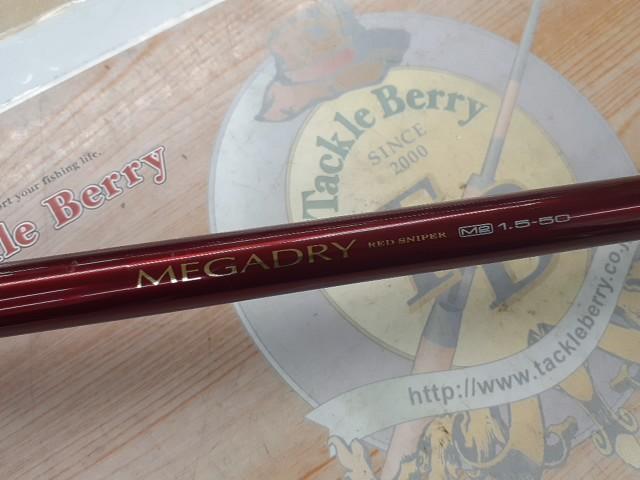 Tackle Berry
SINCE
2000
ort your fishing life.
le Berry
MEGADRY RED SNIPER M2 1.5-50
http://www.tackleberry.co.j